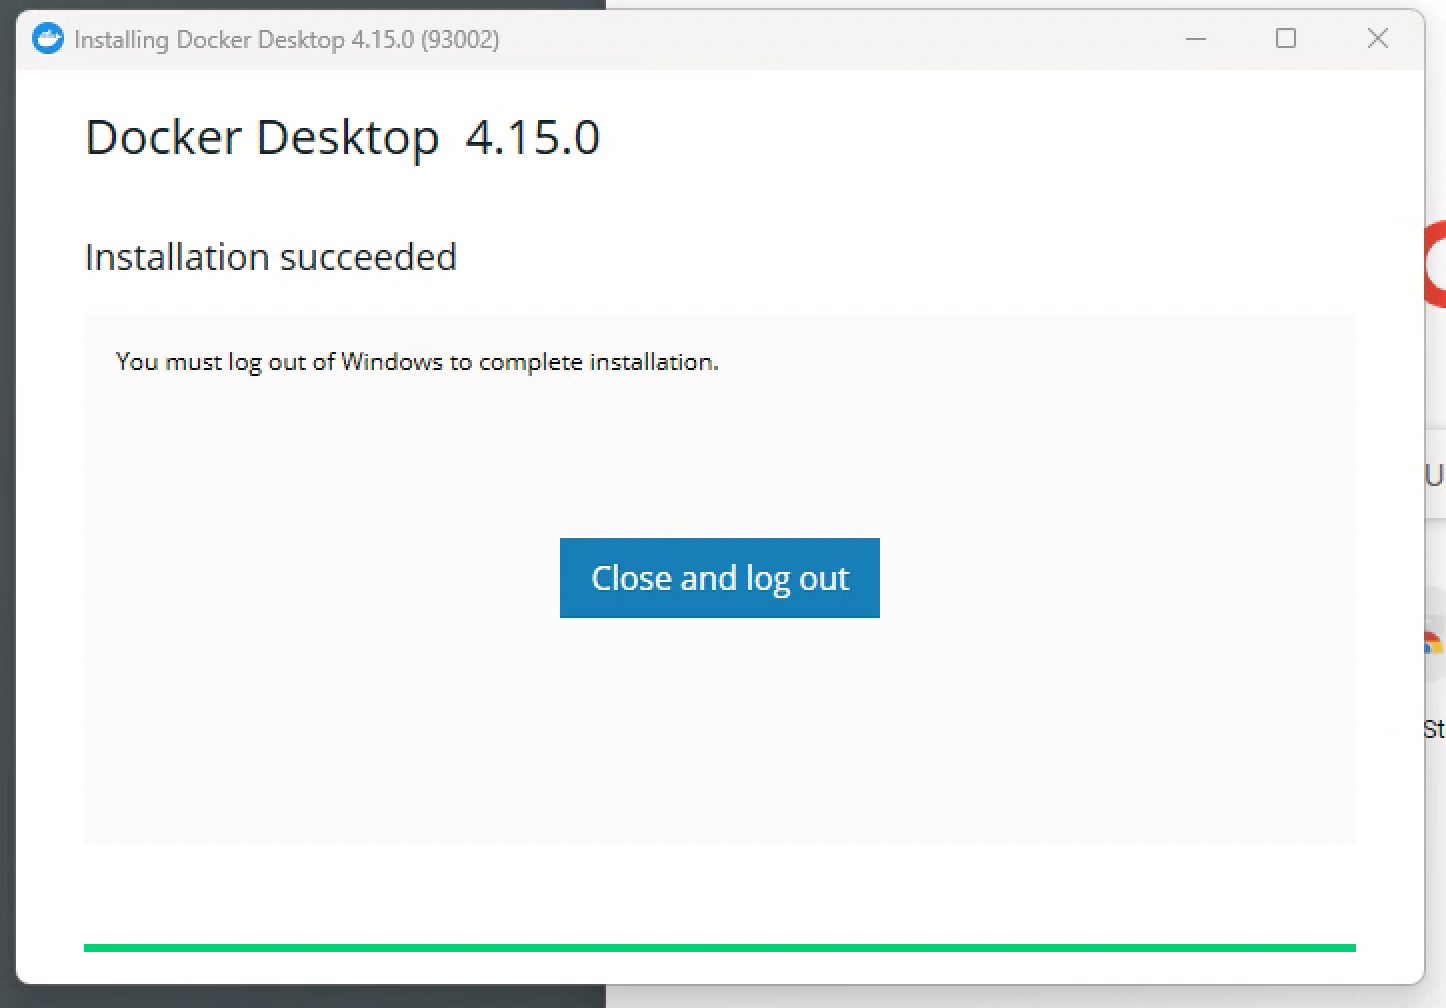 Installing Docker Desktop 4.15.0 (93002)
Docker Desktop 4.15.0
Installation succeeded
You must log out of Windows to complete installation.
Close and log out
U
St